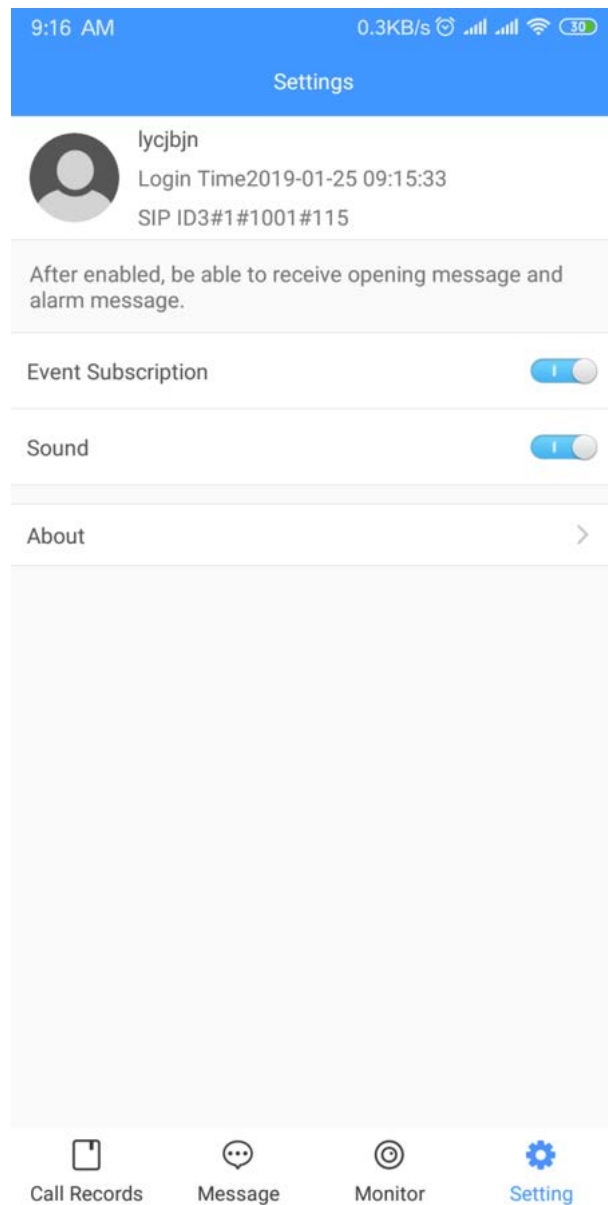 9:16 AM 0.3KB/s 30
Settings
lycjbjn
Login Time2019-01-25 09:15:33
SIP ID3#1#1001#115
After enabled, be able to receive opening message and
alarm message.
Event Subscription
Sound
About
Call Records Message Monitor Setting